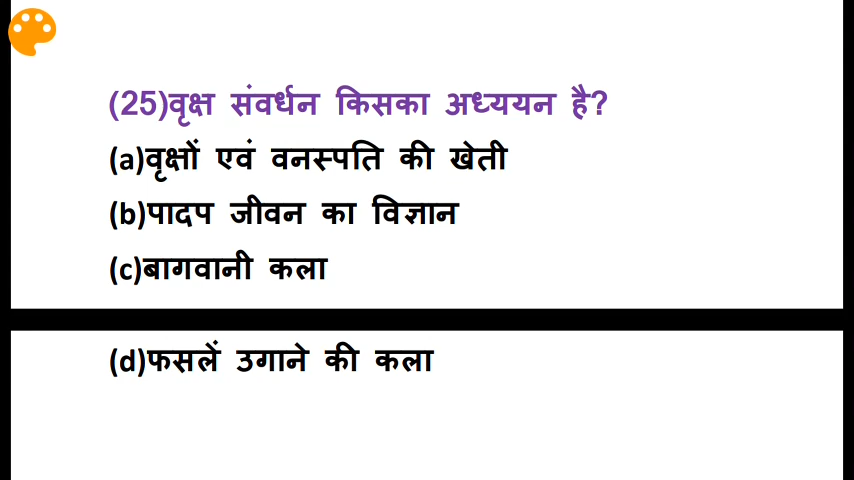 (25)वृक्ष संवर्धन किसका अध्ययन है?
(a)वृक्षों एवं वनस्पति की खेती
(b)पादप जीवन का विज्ञान
(c)बागवानी कला
(d)फसलें उगाने की कला